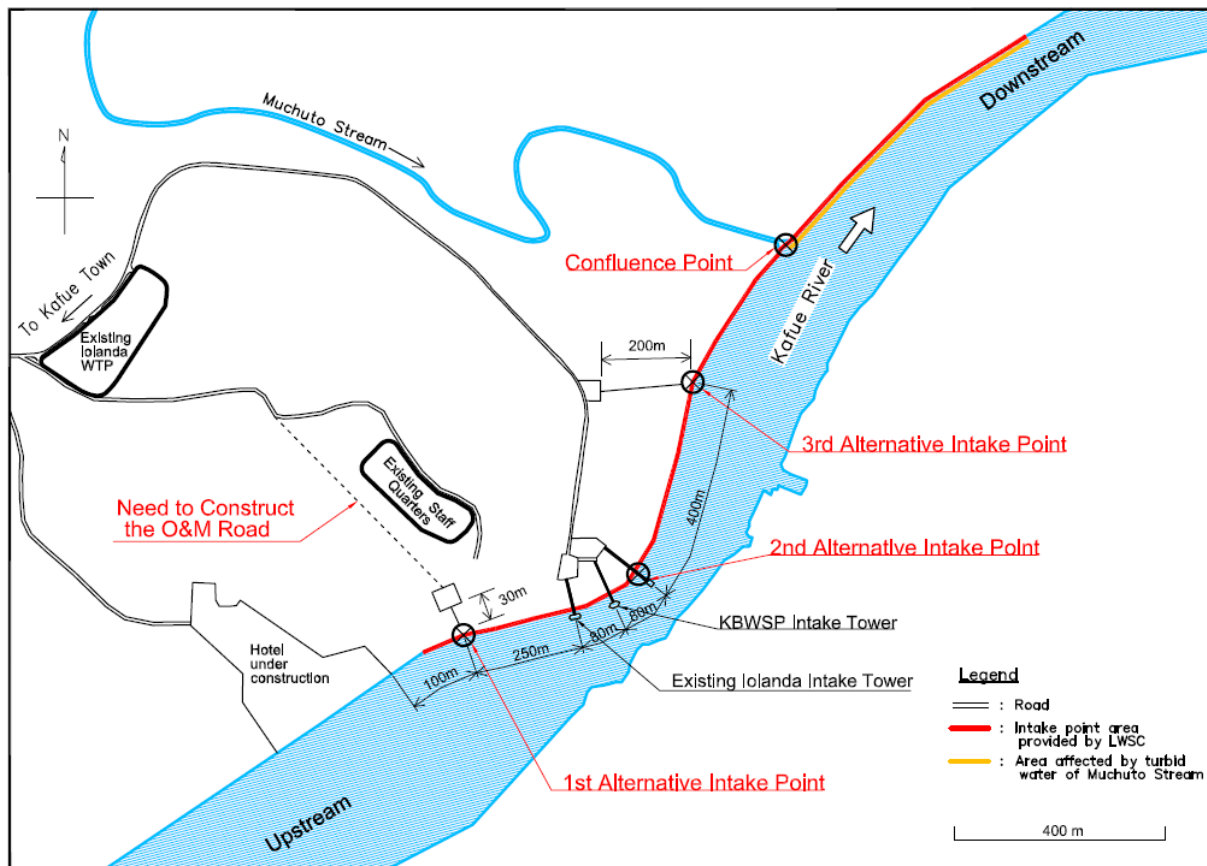 Muchuto Stream
N
Downstream
Confluence Point
Kafue River
To Kafue Town
Existing
Iolanda
WTP
200m
3rd Alternative Intake Point
Existing Staff
Quarters
Need to Construct
the O&M Road
400m
2nd Alternative Intake Point
30m
80m
80m
250m
100m
KBWSP Intake Tower
Hotel
under
construction
Existing Iolanda Intake Tower
1st Alternative Intake Point
Upstream
Legend
: Road
: Intake point area
provided by LWSC
: Area affected by turbid
water of Muchuto Stream
400 m